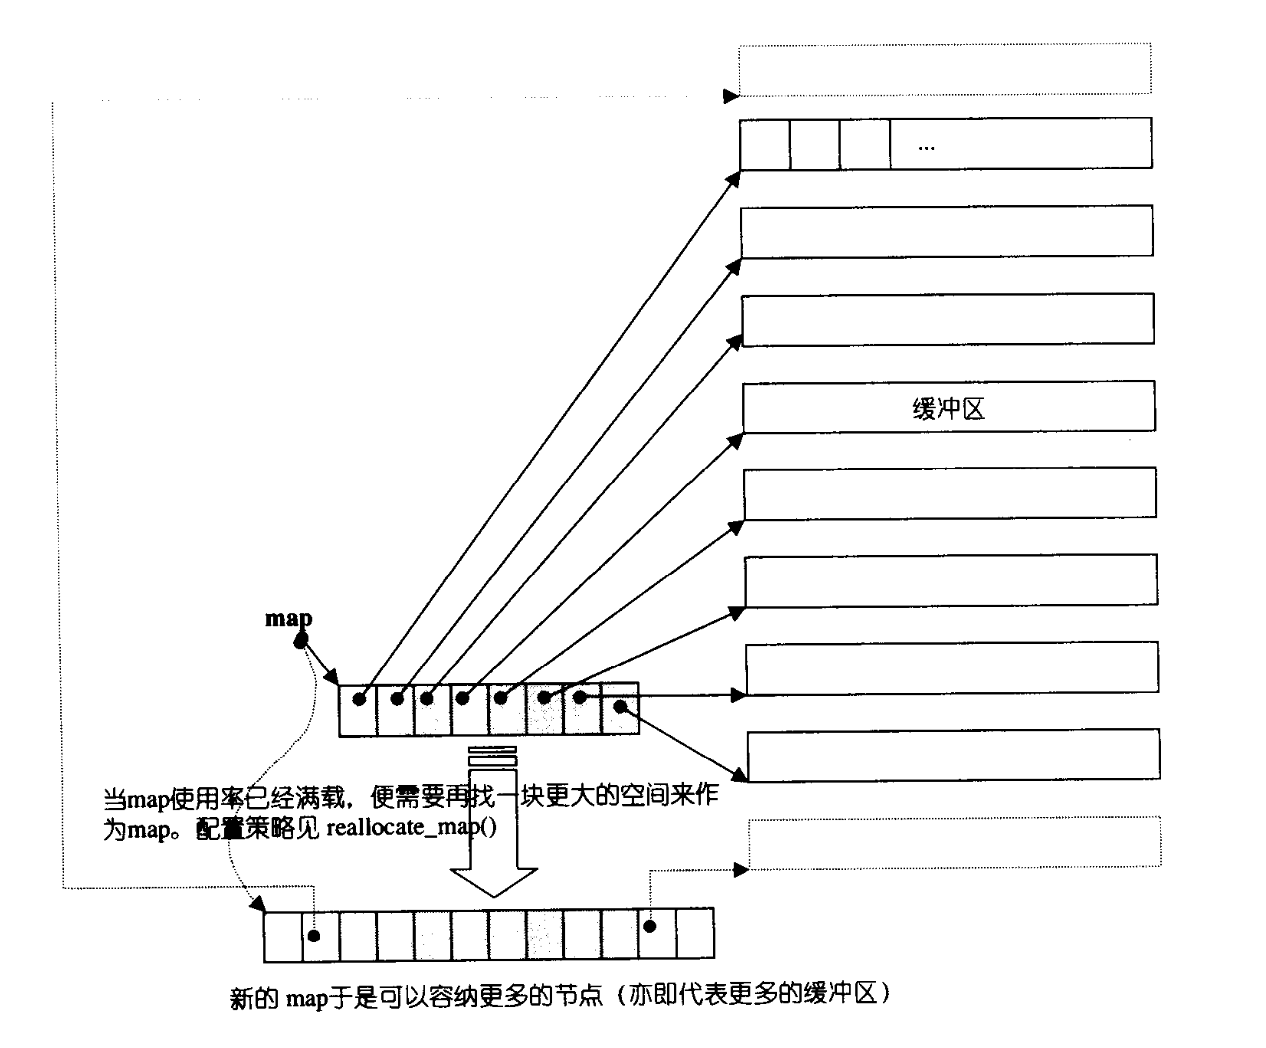 ...
缓冲区
map
当map使用率已经满载，便需要再找一块更大的空间来作
为map。配置策略见 reallocate_map()
新的 map于是可以容纳更多的节点（亦即代表更多的缓冲区）